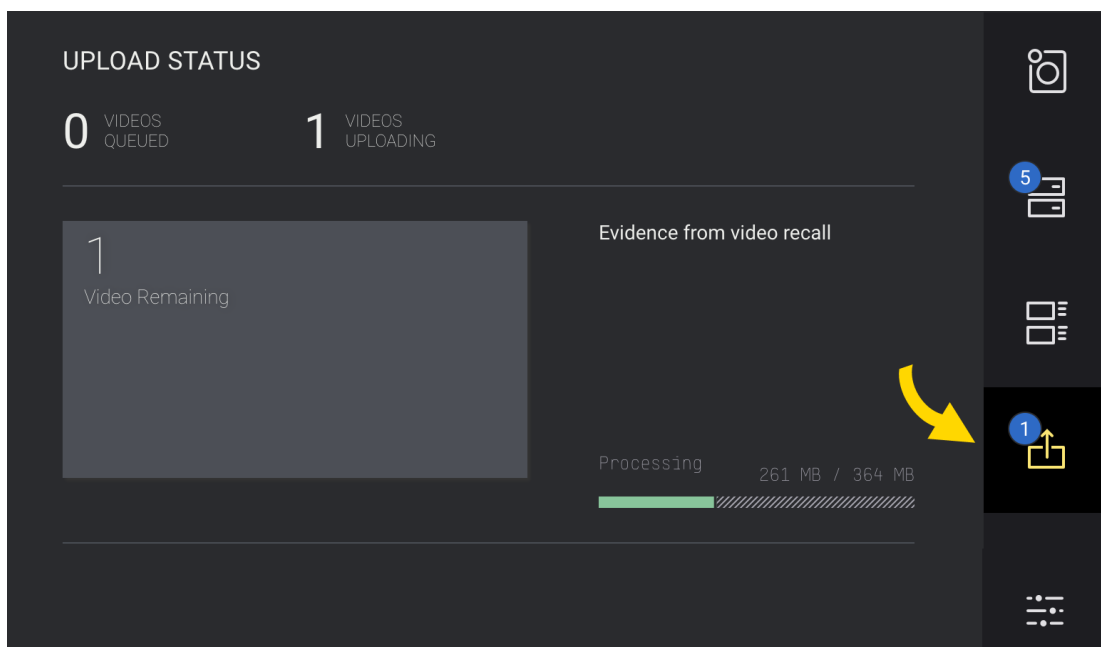 UPLOAD STATUS
0 VIDEOS
QUEUED
1 VIDEOS
UPLOADING
5
1
Video Remaining
Evidence from video recall
1
Processing 261 MB / 364 MB